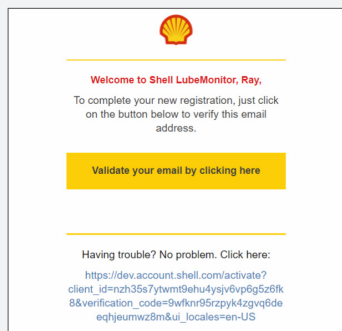 Welcome to Shell LubeMonitor, Ray,
To complete your new registration, just click
on the button below to verify this email
address.
Validate your email by clicking here
Having trouble? No problem. Click here:
https://dev.account.shell.com/activate?
client_id=nzh35s7ytwmt9ehu4ysjv6vp6g5z6fk
8&verification_code=9wfknr95rzpyk4zgvq6de
eqhjeumwz8m&ui_locales=en-US